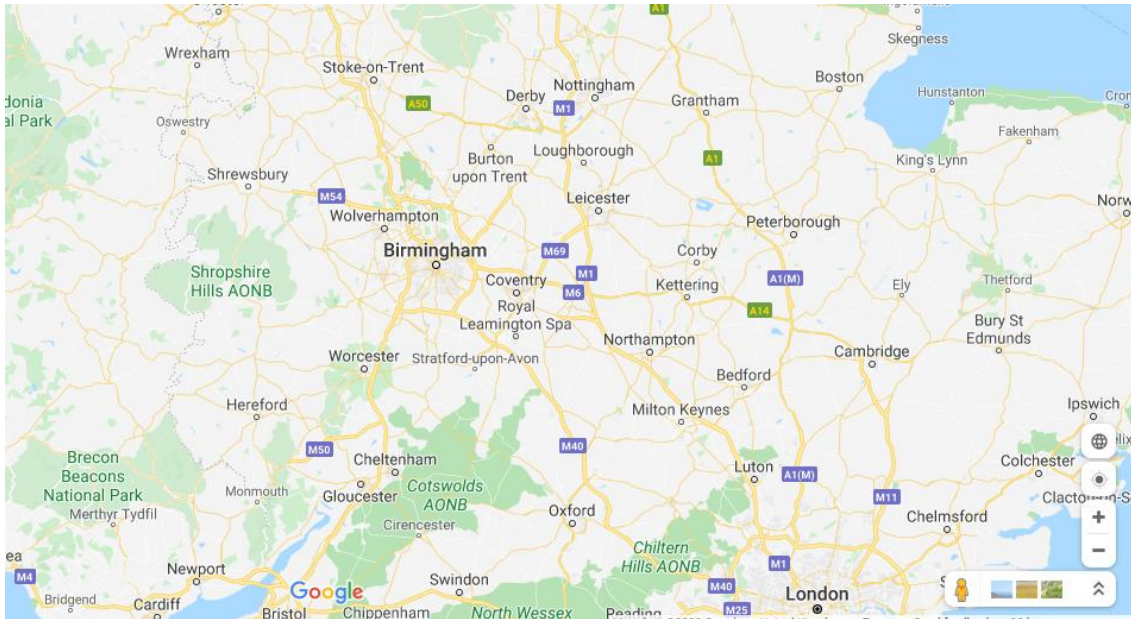 A1
Skegness
Wrexham
Stoke-on-Trent
Nottingham
Boston
Derby
Grantham
Hunstanton
A50
M1
Oswestry
Fakenham
Burton
upon Trent
Loughborough
A1
King's Lynn
Shrewsbury
M54
Leicester
Wolverhampton
Peterborough
Birmingham
M69
Corby
Shropshire
Hills AONB
M1
A1(M)
Coventry
M6
Kettering
Ely
Thetford
Royal
Leamington Spa
A14
Bury St
Edmunds
Northampton
Worcester
Stratford-upon-Avon
Cambridge
Bedford
Hereford
Milton Keynes
Ipswich
M40
M50
Brecon
Beacons
National Park
Cheltenham
Luton
A1(M)
Colchester
Monmouth
Gloucester
Cotswolds
AONB
M11
Merthyr Tydfil
Oxford
Cirencester
Chelmsford
Chiltern
Hills AONB
M1
M4
Newport
Swindon
M40
Google
London
Bridgend
Cardiff
Bristol
Chippenham
North Wessex
M25